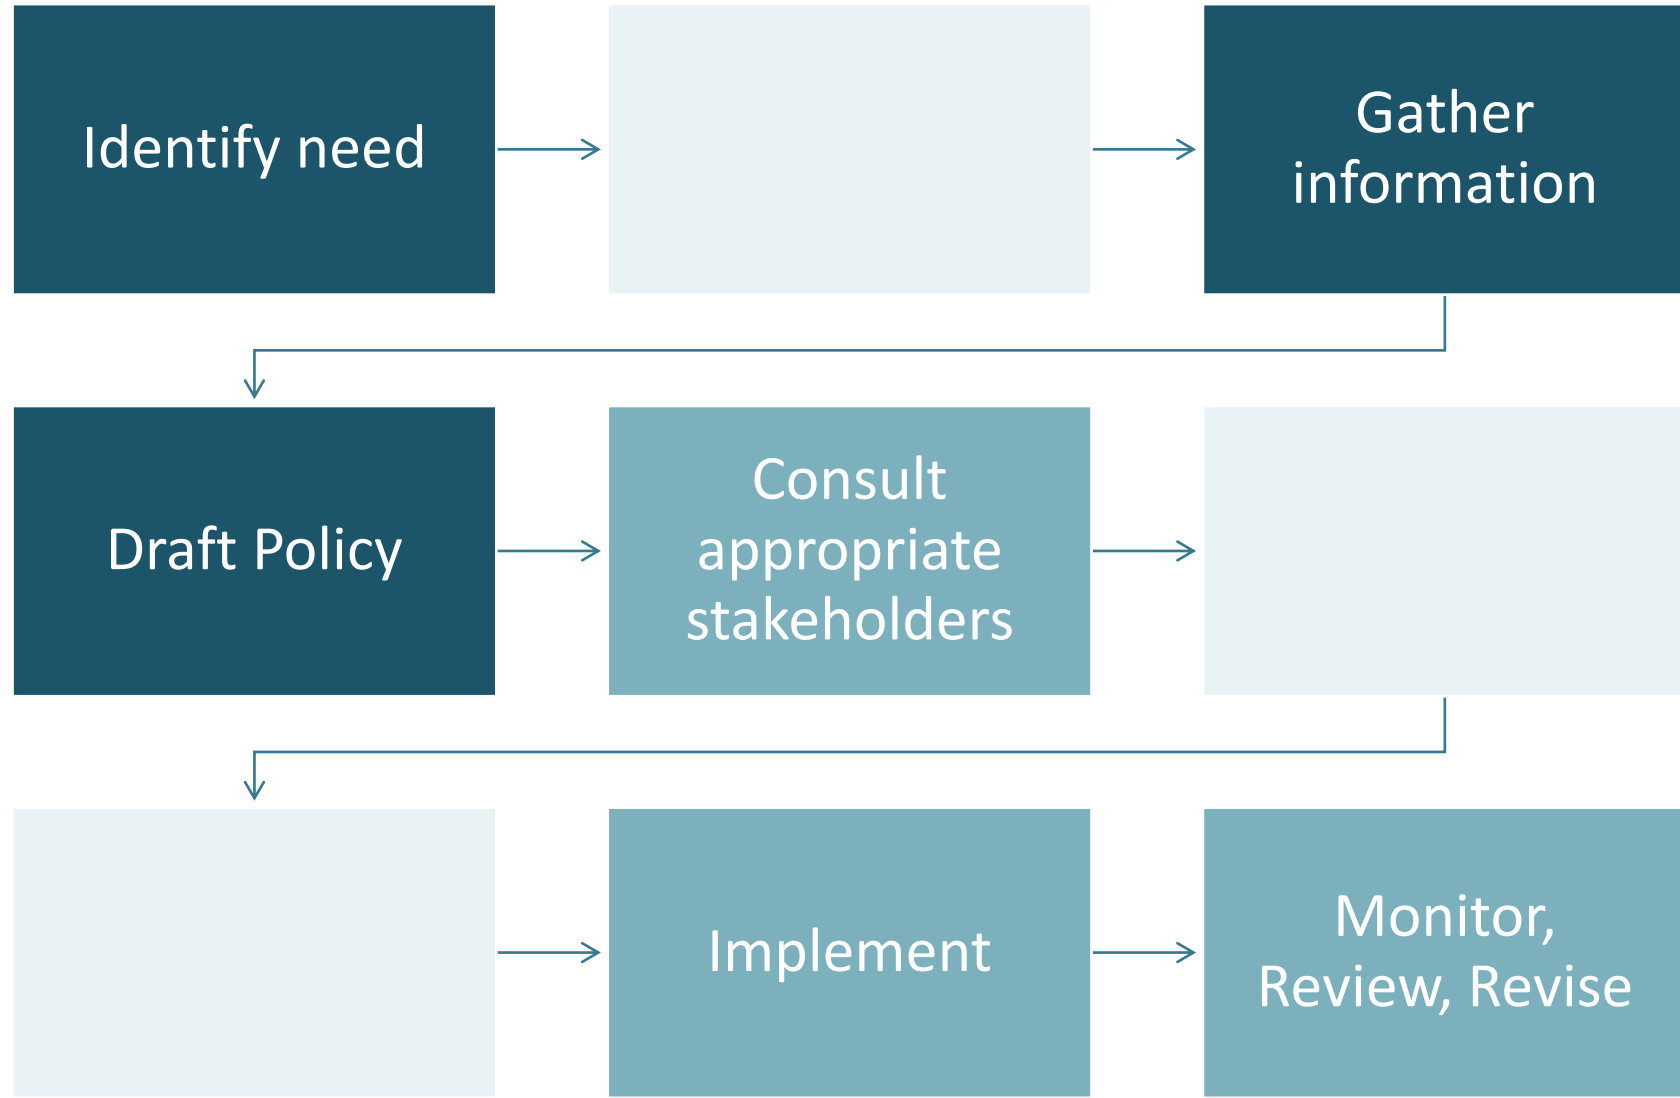 Identify need
Gather
information
Draft Policy
Consult
appropriate
stakeholders
Implement
Monitor,
Review, Revise